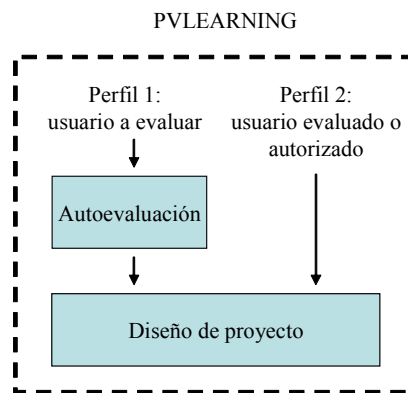 PVLEARNING
Perfil 1:
usuario a evaluar
Perfil 2:
usuario evaluado o
autorizado
Autoevaluación
Diseño de proyecto